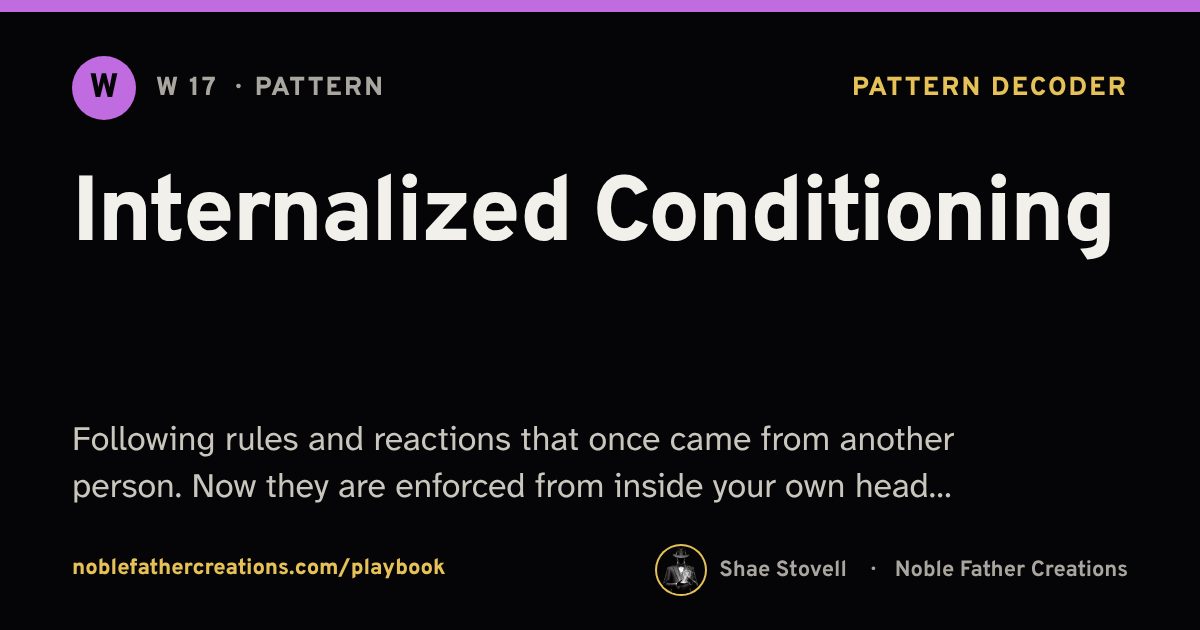 W
W 17 · PATTERN
PATTERN DECODER
Internalized Conditioning
Following rules and reactions that once came from another
person. Now they are enforced from inside your own head...
noblefathercreations.com/playbook
Shae Stovell · Noble Father Creations